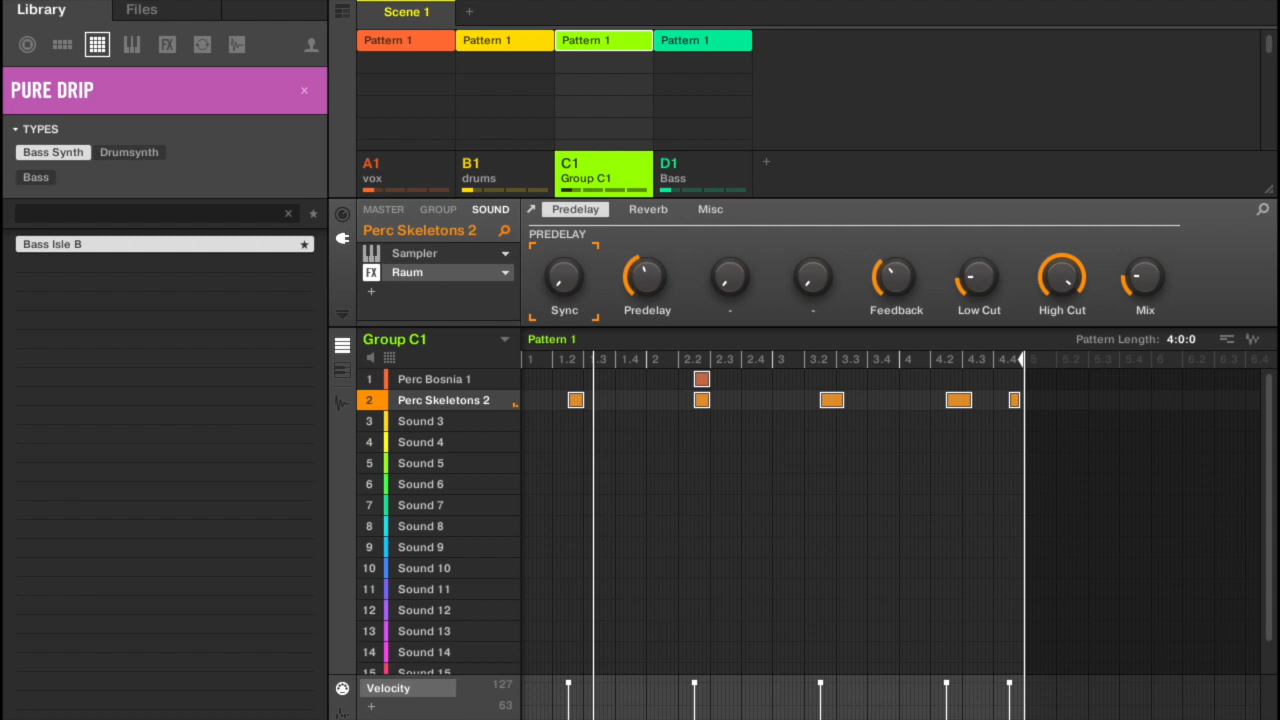 Library Files
Scene 1 +
Pattern 1 Pattern 1 Pattern 1 Pattern 1
FX
PURE DRIP x
TYPES
Bass Synth Drumsynth
Bass
A1 B1 C1 D1 +
vox drums Group C1 Bass
MASTER GROUP SOUND
Predelay Reverb Misc
Perc Skeletons 2
PREDELAY
Bass Isle B
Sampler
FX Raum
+
Sync Predelay - - Feedback Low Cut High Cut Mix
Group C1
Pattern 1 Pattern Length: 4:0:0
1 1.2 1.3 1.4 2 2.2 2.3 2.4 3 3.2 3.3 3.4 4 4.2 4.3 4.4 5 5.2 5.3 5.4 6 6.2 6.3 6.4
1 Perc Bosnia 1
2 Perc Skeletons 2
3 Sound 3
4 Sound 4
5 Sound 5
6 Sound 6
7 Sound 7
8 Sound 8
9 Sound 9
10 Sound 10
11 Sound 11
12 Sound 12
13 Sound 13
14 Sound 14
15 Sound 15
Velocity 127
+ 63